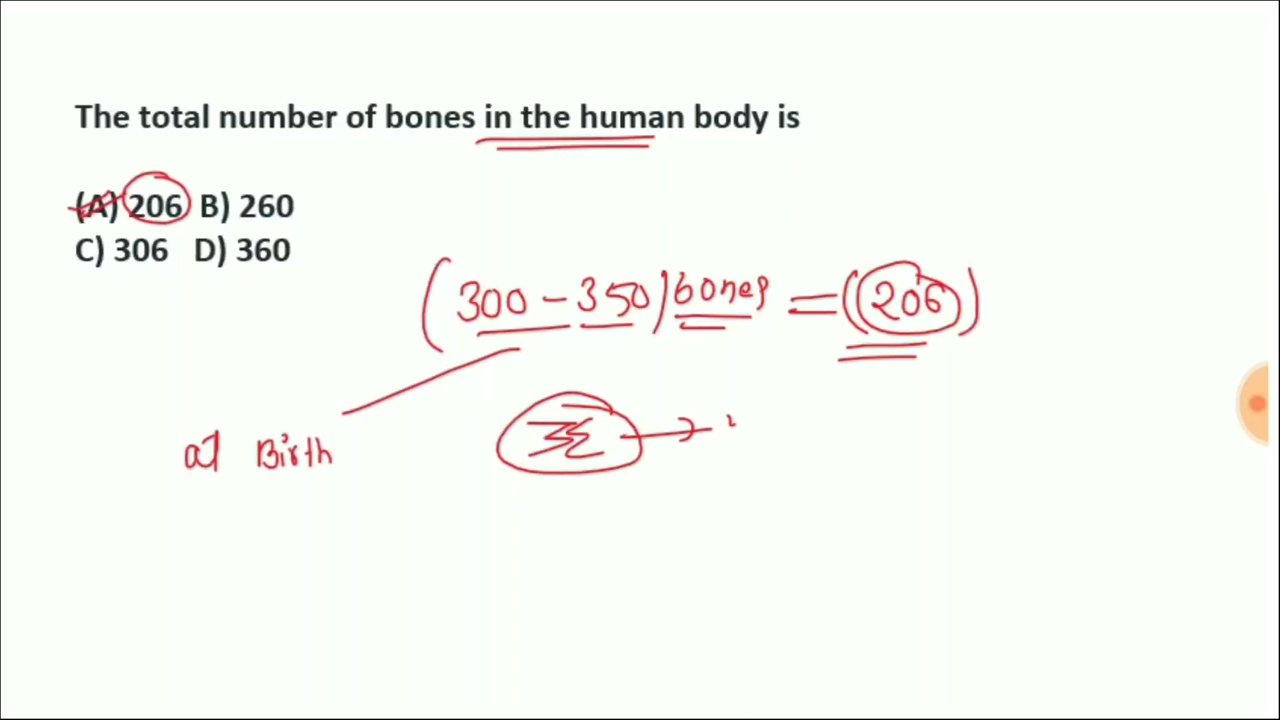 The total number of bones in the human body is
(A) 206 B) 260
C) 306 D) 360
(300 - 350) bones = (206)
at Birth